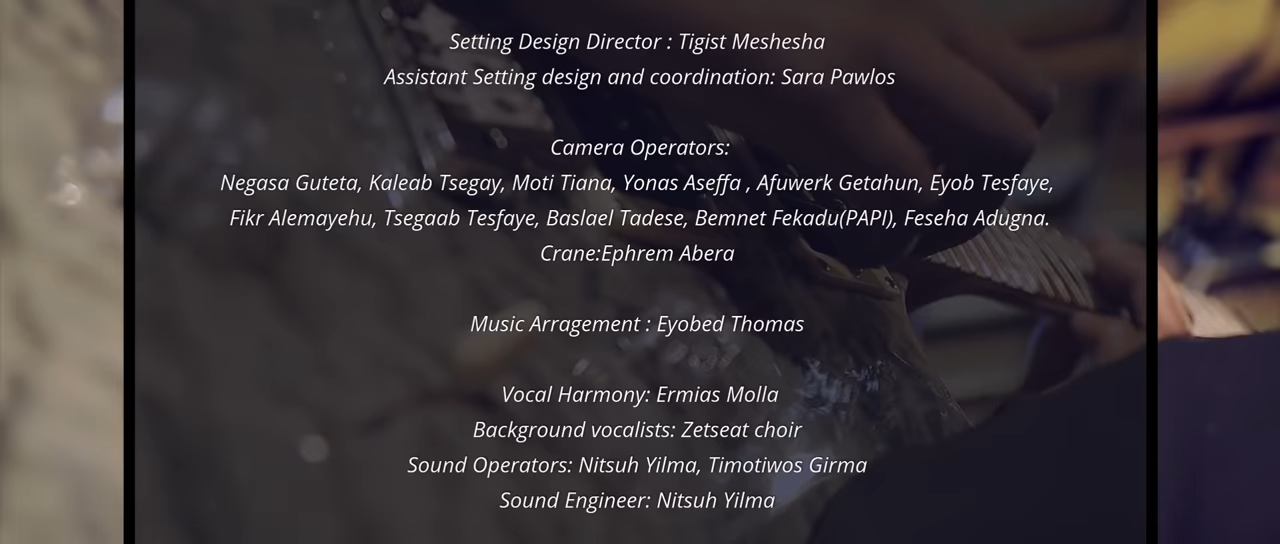 Setting Design Director : Tigist Meshesha
Assistant Setting design and coordination: Sara Pawlos
Camera Operators:
Negasa Guteta, Kaleab Tsegay, Moti Tiana, Yonas Aseffa , Afuwerk Getahun, Eyob Tesfaye,
Fikr Alemayehu, Tsegaab Tesfaye, Baslael Tadese, Bemnet Fekadu(PAPI), Feseha Adugna.
Crane:Ephrem Abera
Music Arragement : Eyobed Thomas
Vocal Harmony: Ermias Molla
Background vocalists: Zetseat choir
Sound Operators: Nitsuh Yilma, Timotiwos Girma
Sound Engineer: Nitsuh Yilma